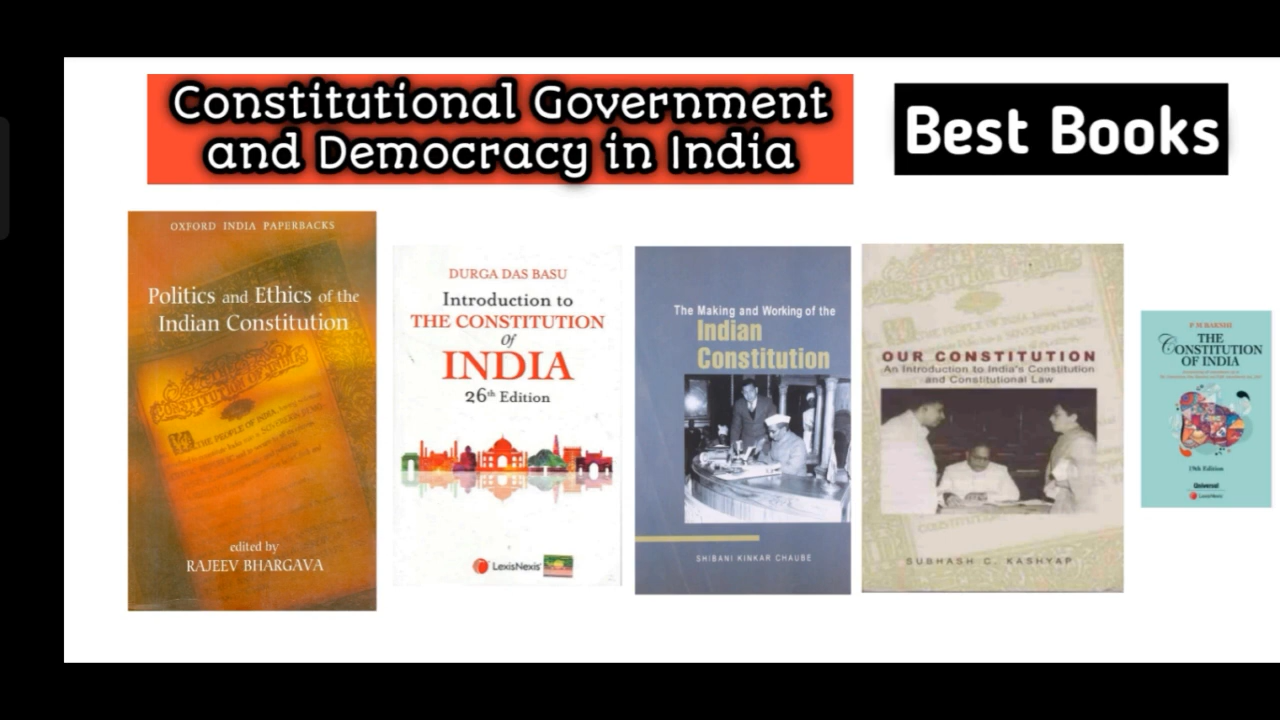 Constitutional Government
and Democracy in India
Best Books
OXFORD INDIA PAPERBACKS
Politics and Ethics of the
Indian Constitution
edited by
RAJEEV BHARGAVA
DURGA DAS BASU
Introduction to
THE CONSTITUTION
Of
INDIA
26th Edition
LexisNexis
The Making and Working of the
Indian
Constitution
SHIBANI KINKAR CHAUBE
OUR CONSTITUTION
An Introduction to India's Constitution
and Constitutional Law
SUBHASH C. KASHYAP
P M BAKSHI
THE
CONSTITUTION
OF INDIA
Universal
LexisNexis